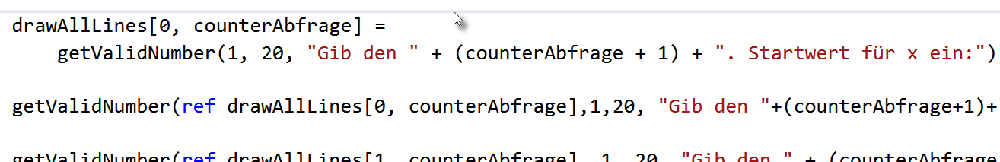 drawAllLines[0, counterAbfrage] =
getValidNumber(1, 20, "Gib den " + (counterAbfrage + 1) + ". Startwert für x ein:")
getValidNumber(ref drawAllLines[0, counterAbfrage],1,20, "Gib den "+(counterAbfrage+1)+
getValidNumber(ref drawAllLines[1, counterAbfrage], 1, 20, "Gib den " + (counterAbfrage